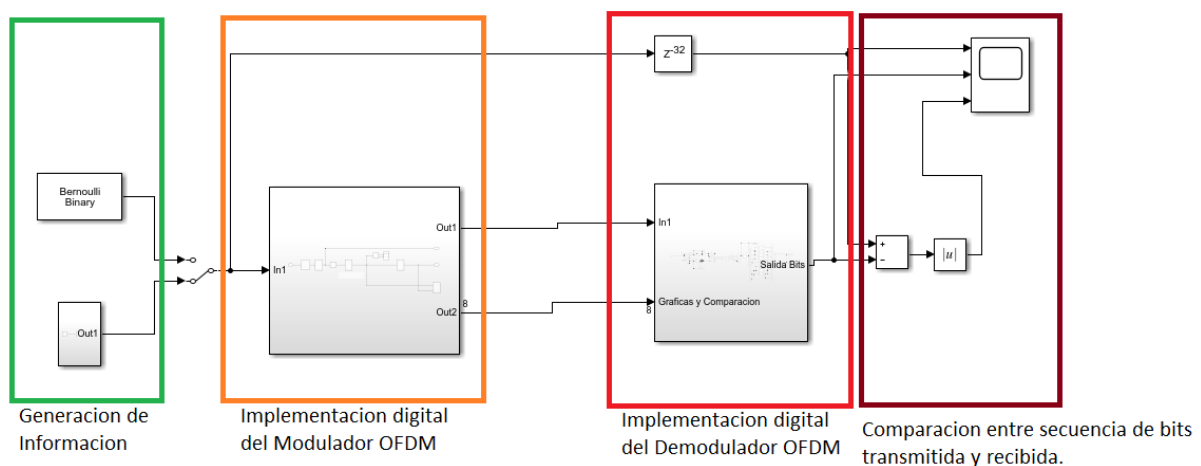 Z-32
Bernoulli
Binary
Out1
In1
Out1
8
Out2
In1
Salida Bits
Graficas y Comparacion
8
+
−
|u|
Generacion de
Informacion
Implementacion digital
del Modulador OFDM
Implementacion digital
del Demodulador OFDM
Comparacion entre secuencia de bits
transmitida y recibida.